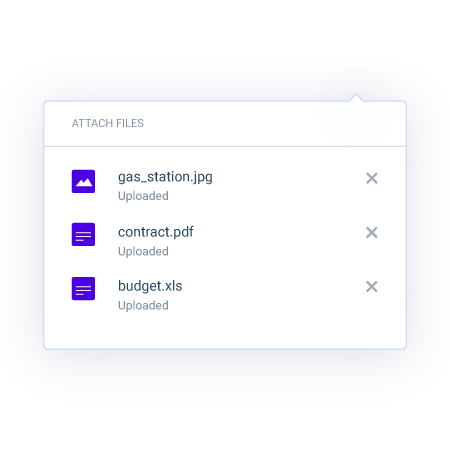 ATTACH FILES
gas_station.jpg
Uploaded
contract.pdf
Uploaded
budget.xls
Uploaded